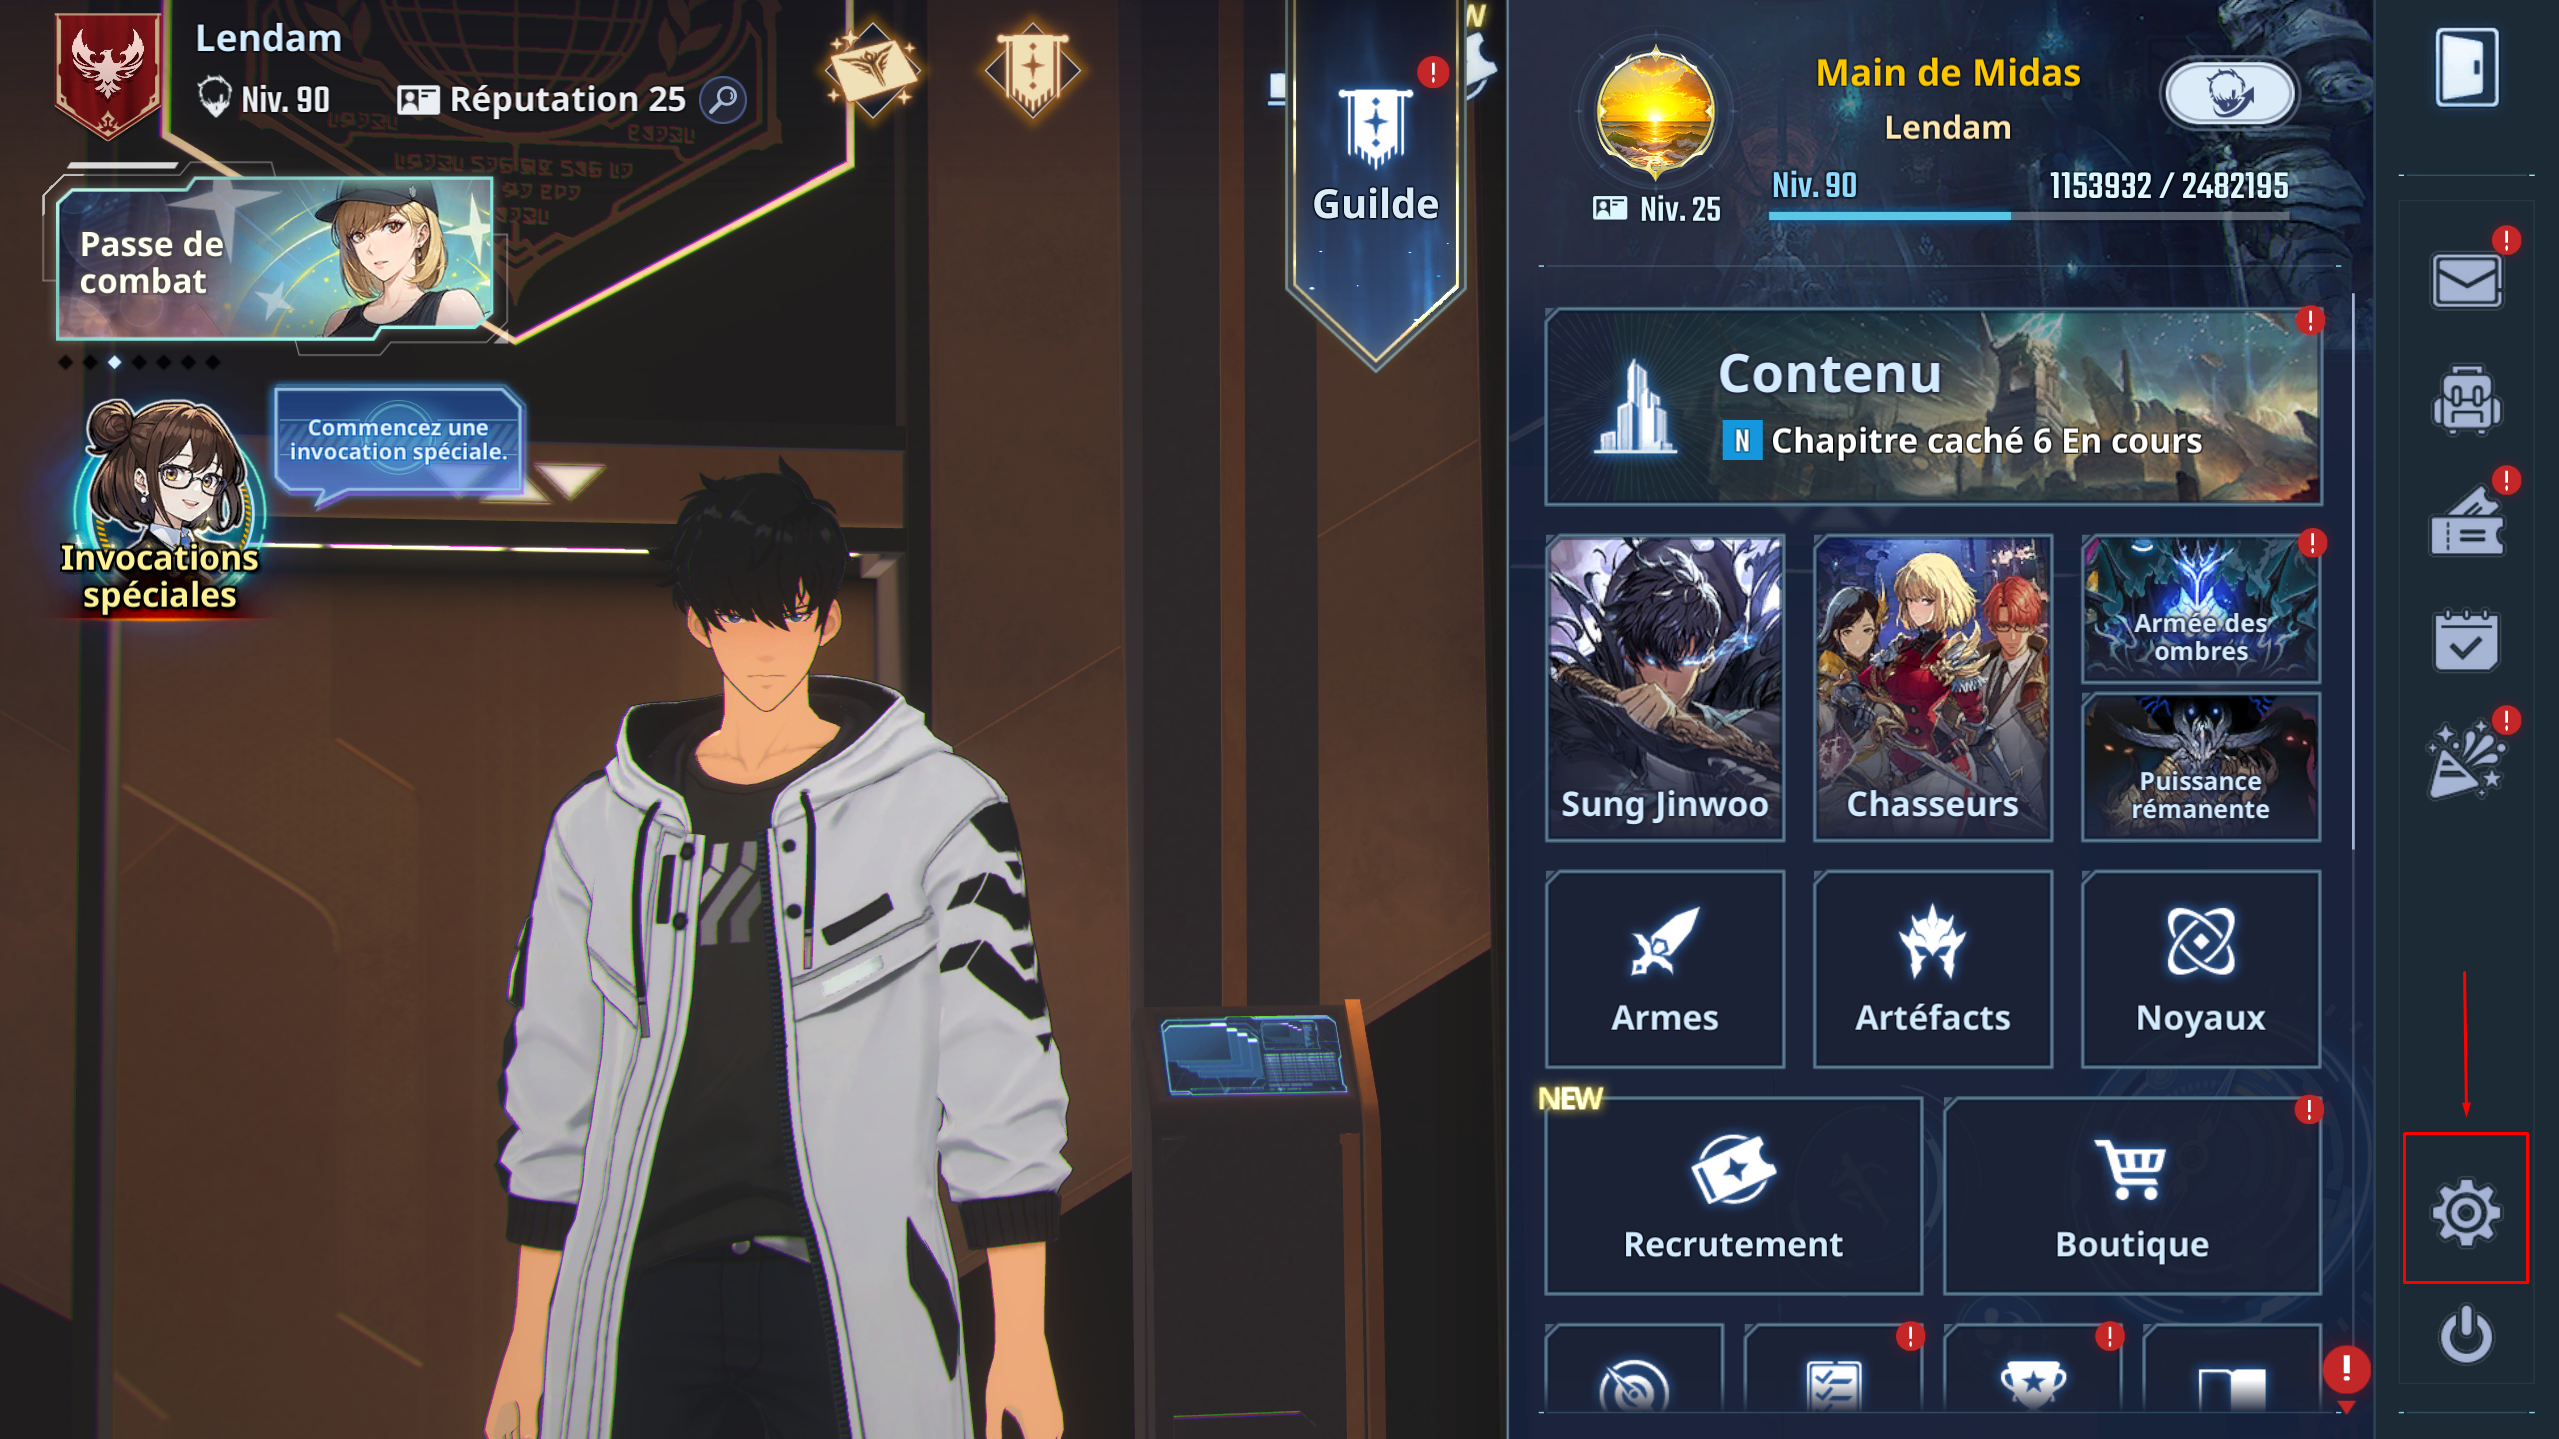 Lendam
Niv. 90
Réputation 25
Passe de
combat
Commencez une
invocation spéciale.
Invocations
spéciales
Guilde
Main de Midas
Lendam
Niv. 90
1153932 / 2482195
Niv. 25
Contenu
N Chapitre caché 6 En cours
Sung Jinwoo
Chasseurs
Armée des
ombres
Puissance
rémanente
Armes
Artéfacts
Noyaux
NEW
Recrutement
Boutique